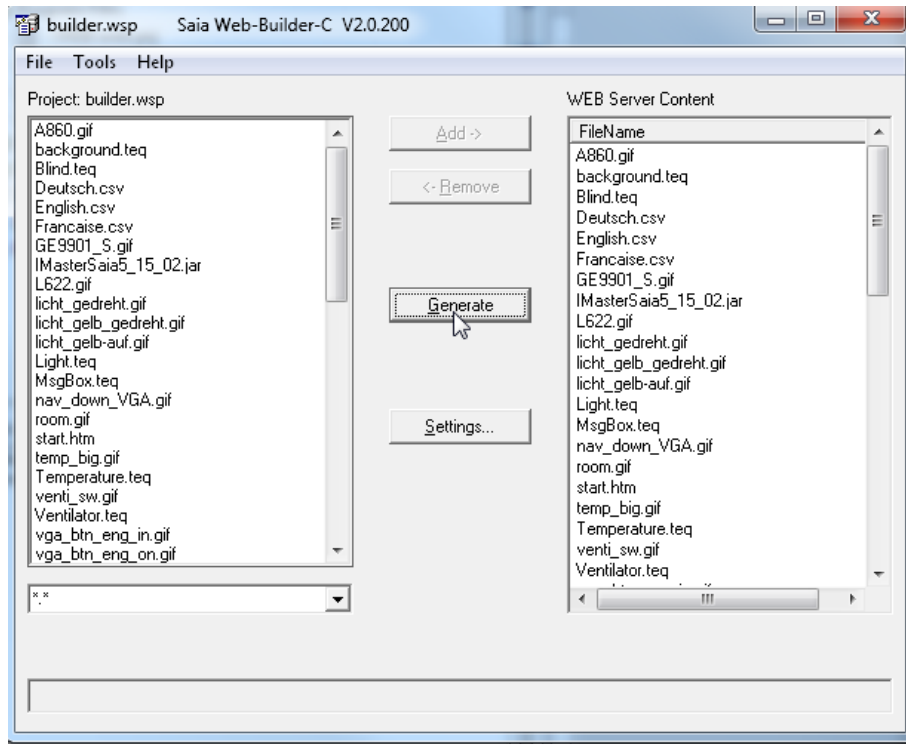 builder.wsp Saia Web-Builder-C V2.0.200
File Tools Help
Project: builder.wsp
A860.gif
background.teq
Blind.teq
Deutsch.csv
English.csv
Francaise.csv
GE9901_S.gif
IMasterSaia5_15_02.jar
L622.gif
licht_gedreht.gif
licht_gelb_gedreht.gif
licht_gelb-auf.gif
Light.teq
MsgBox.teq
nav_down_VGA.gif
room.gif
start.htm
temp_big.gif
Temperature.teq
venti_sw.gif
Ventilator.teq
vga_btn_eng_in.gif
vga_btn_eng_on.gif
*.*
Add ->
<- Remove
Generate
Settings...
WEB Server Content
FileName
A860.gif
background.teq
Blind.teq
Deutsch.csv
English.csv
Francaise.csv
GE9901_S.gif
IMasterSaia5_15_02.jar
L622.gif
licht_gedreht.gif
licht_gelb_gedreht.gif
licht_gelb-auf.gif
Light.teq
MsgBox.teq
nav_down_VGA.gif
room.gif
start.htm
temp_big.gif
Temperature.teq
venti_sw.gif
Ventilator.teq